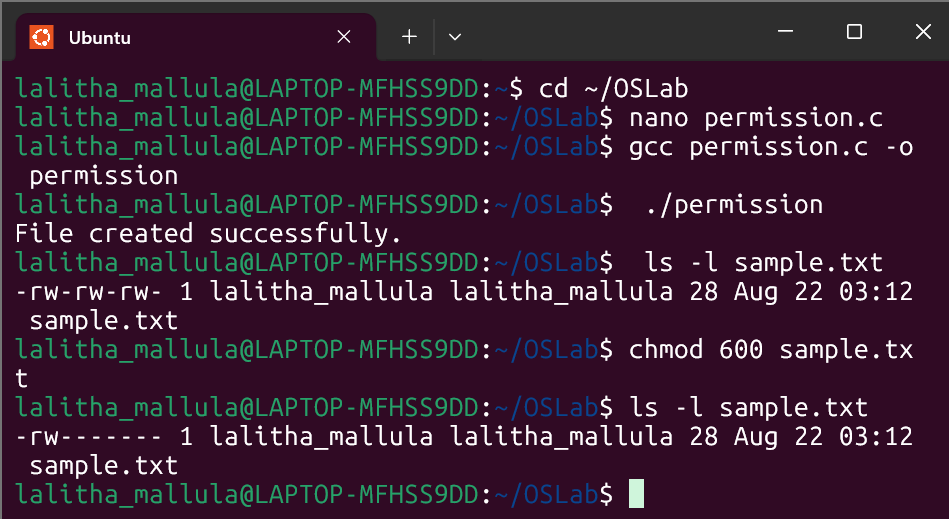 Ubuntu
lalitha_mallula@LAPTOP-MFHSS9DD:~$ cd ~/OSLab
lalitha_mallula@LAPTOP-MFHSS9DD:~/OSLab$ nano permission.c
lalitha_mallula@LAPTOP-MFHSS9DD:~/OSLab$ gcc permission.c -o
permission
lalitha_mallula@LAPTOP-MFHSS9DD:~/OSLab$  ./permission
File created successfully.
lalitha_mallula@LAPTOP-MFHSS9DD:~/OSLab$  ls -l sample.txt
-rw-rw-rw- 1 lalitha_mallula lalitha_mallula 28 Aug 22 03:12
sample.txt
lalitha_mallula@LAPTOP-MFHSS9DD:~/OSLab$ chmod 600 sample.tx
t
lalitha_mallula@LAPTOP-MFHSS9DD:~/OSLab$ ls -l sample.txt
-rw------- 1 lalitha_mallula lalitha_mallula 28 Aug 22 03:12
sample.txt
lalitha_mallula@LAPTOP-MFHSS9DD:~/OSLab$